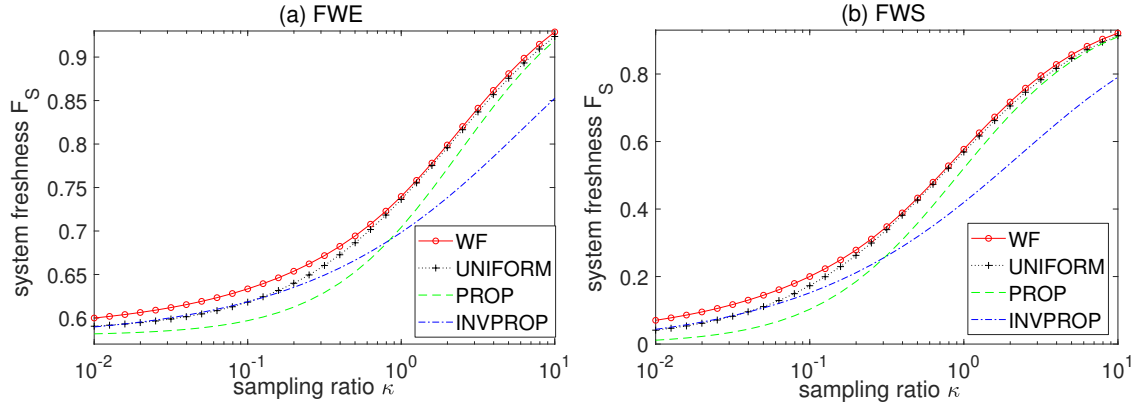 (a) FWE
system freshness F_S
0.9
0.85
0.8
0.75
0.7
0.65
0.6
10^-2
10^-1
10^0
10^1
sampling ratio κ
WF
UNIFORM
PROP
INVPROP
(b) FWS
system freshness F_S
0.8
0.6
0.4
0.2
0
10^-2
10^-1
10^0
10^1
sampling ratio κ
WF
UNIFORM
PROP
INVPROP